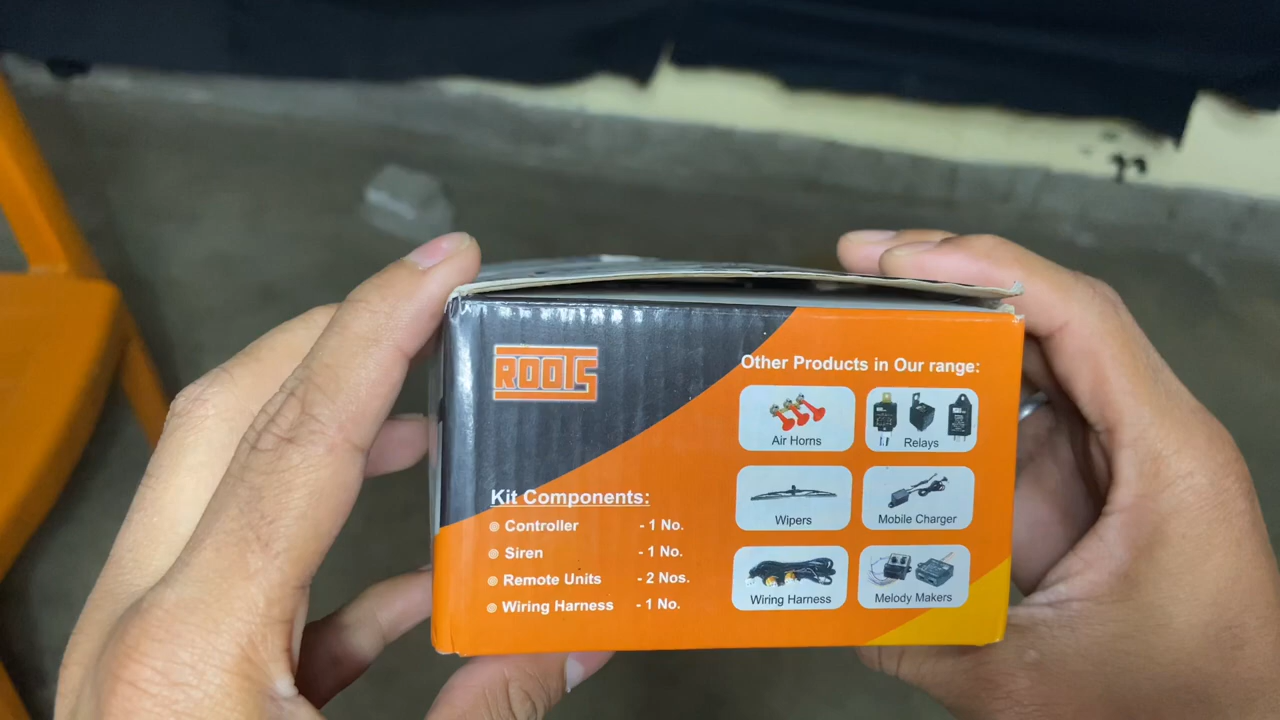 ROOTS
Kit Components:
Controller - 1 No.
Siren - 1 No.
Remote Units - 2 Nos.
Wiring Harness - 1 No.
Other Products in Our range:
Air Horns
Relays
Wipers
Mobile Charger
Wiring Harness
Melody Makers